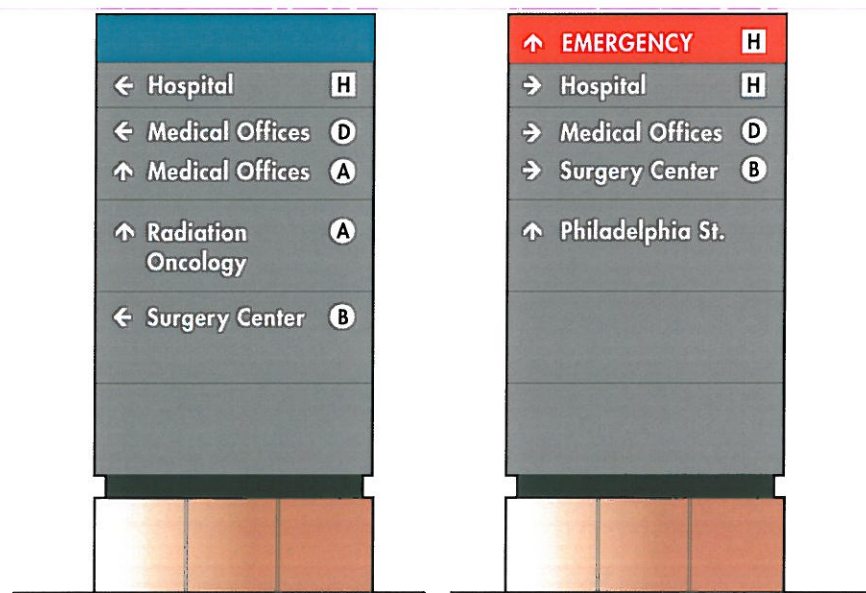 ← Hospital H
← Medical Offices D
↑ Medical Offices A
↑ Radiation A
Oncology
← Surgery Center B
↑ EMERGENCY H
→ Hospital H
→ Medical Offices D
→ Surgery Center B
↑ Philadelphia St.